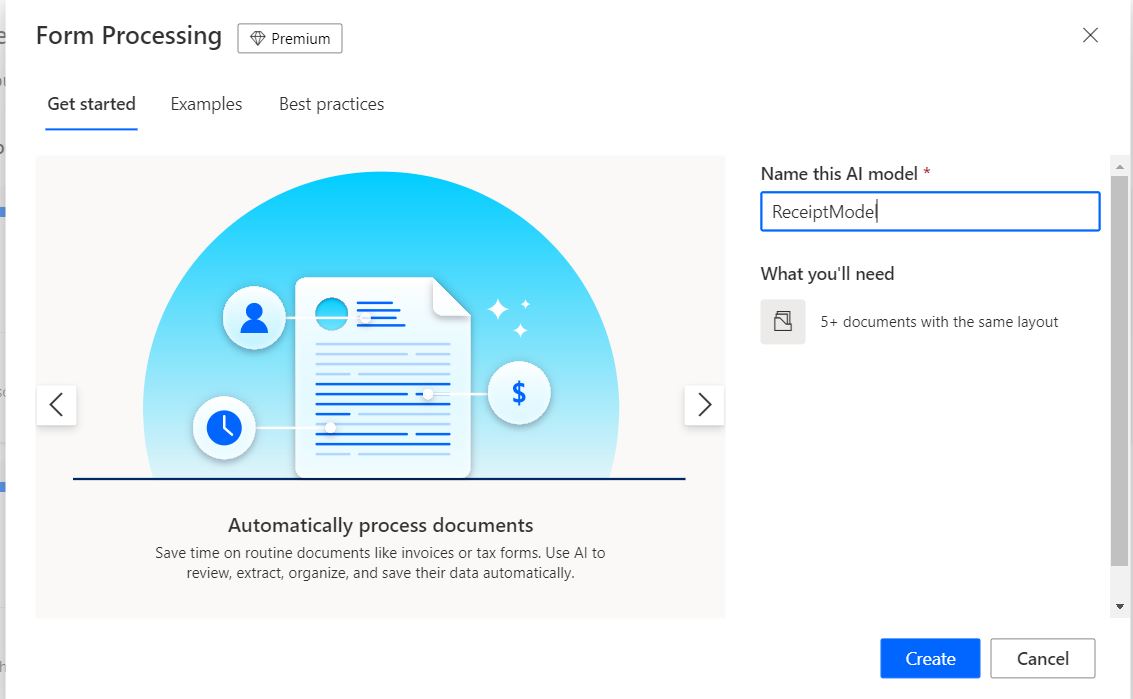 Form Processing
Premium
Get started
Examples
Best practices
Name this AI model *
ReceiptModel
What you'll need
5+ documents with the same layout
$
Automatically process documents
Save time on routine documents like invoices or tax forms. Use AI to
review, extract, organize, and save their data automatically.
Create
Cancel